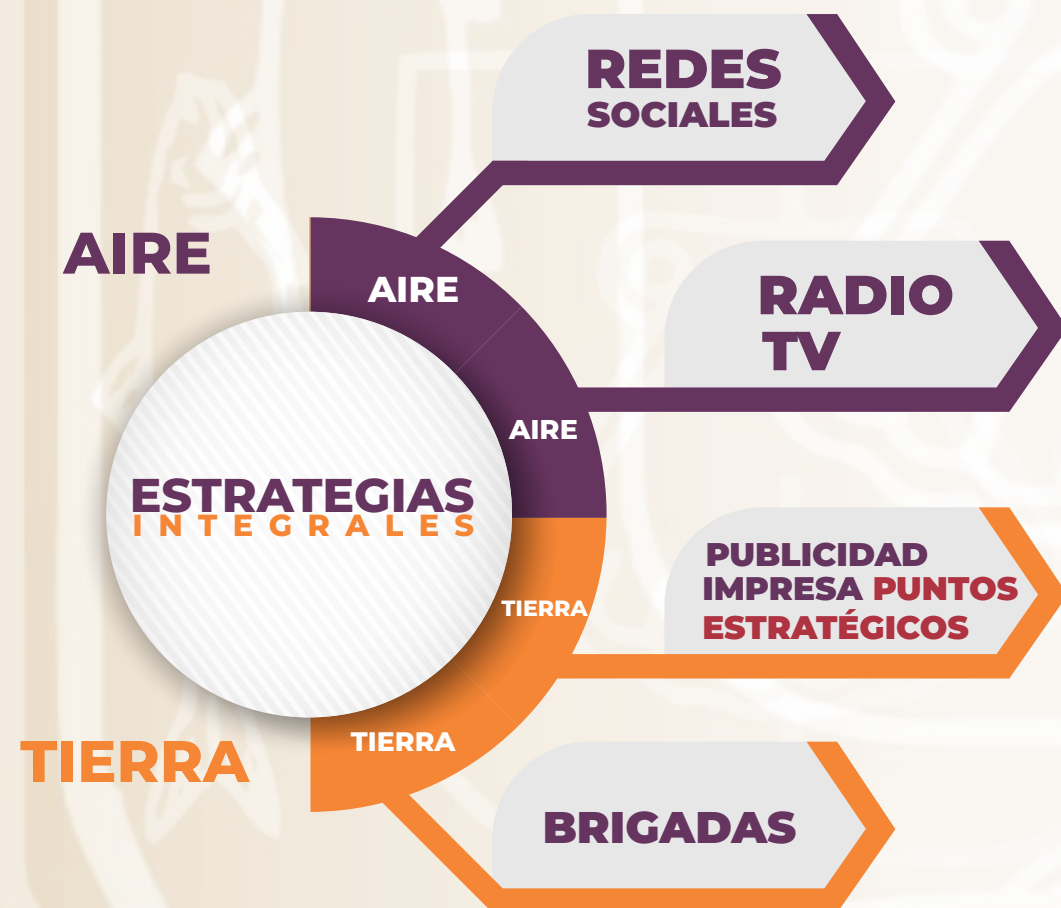 REDES
SOCIALES
AIRE
AIRE
RADIO
TV
AIRE
ESTRATEGIAS
INTEGRALES
PUBLICIDAD
IMPRESA PUNTOS
ESTRATÉGICOS
TIERRA
TIERRA
TIERRA
BRIGADAS